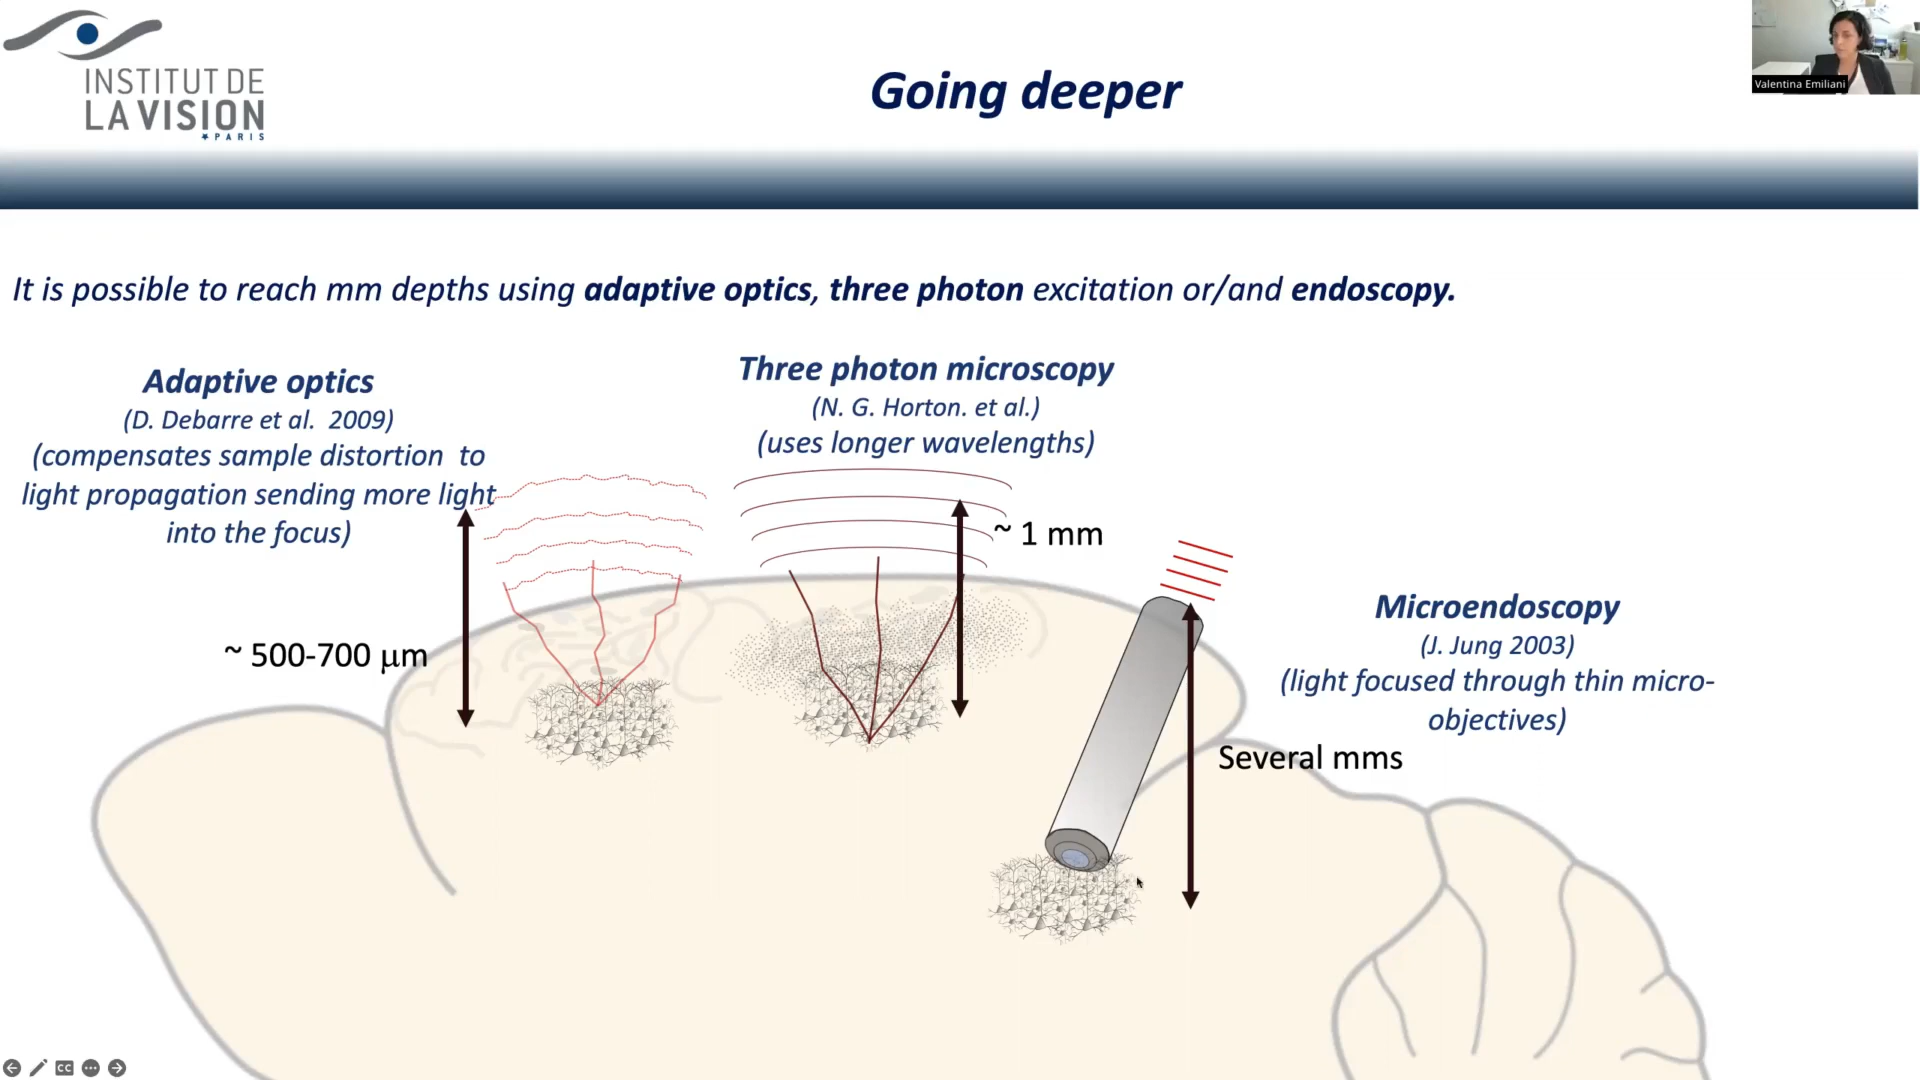 INSTITUT DE
LA VISION
PARIS
Going deeper
Valentina Emiliani
It is possible to reach mm depths using adaptive optics, three photon excitation or/and endoscopy.
Adaptive optics
(D. Debarre et al. 2009)
(compensates sample distortion to
light propagation sending more light
into the focus)
~ 500-700 μm
Three photon microscopy
(N. G. Horton. et al.)
(uses longer wavelengths)
~ 1 mm
Microendoscopy
(J. Jung 2003)
(light focused through thin micro-
objectives)
Several mms
CC